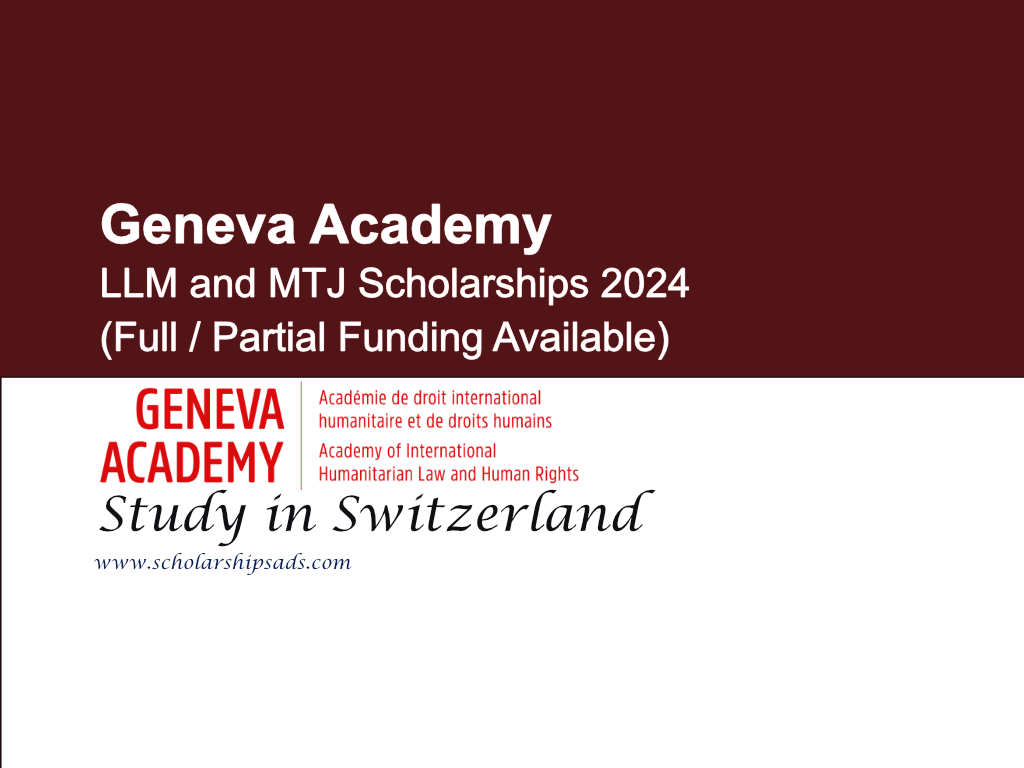 Geneva Academy
LLM and MTJ Scholarships 2024
(Full / Partial Funding Available)
GENEVA
ACADEMY
Académie de droit international
humanitaire et de droits humains
Academy of International
Humanitarian Law and Human Rights
Study in Switzerland
www.scholarshipsads.com